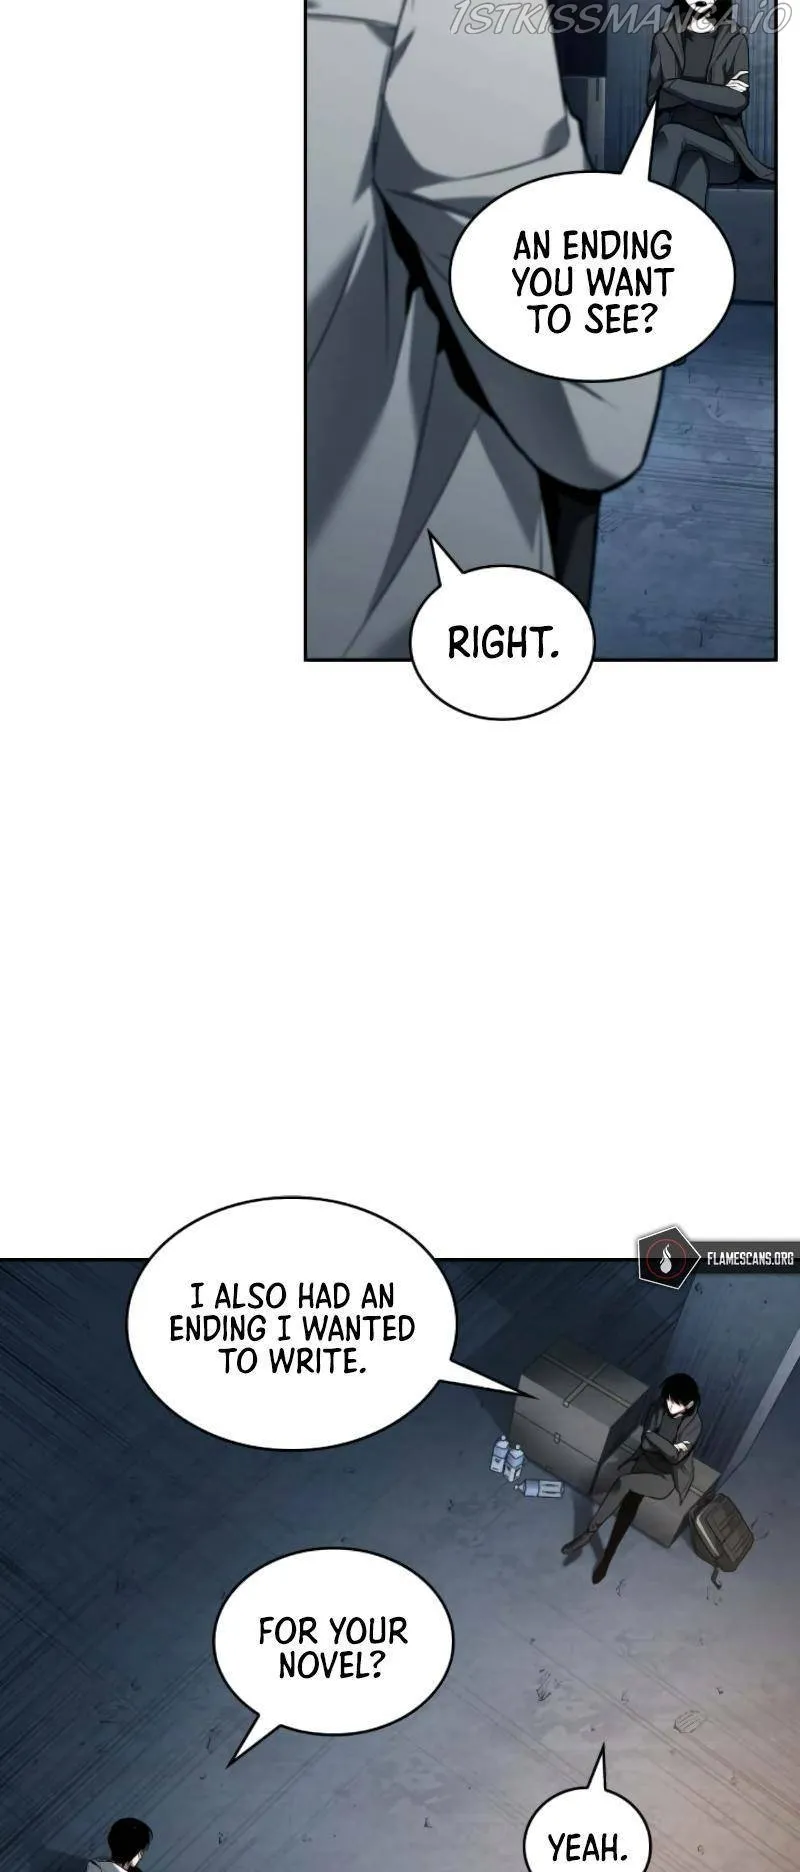 1STKISSMANGA.IO
AN ENDING
YOU WANT
TO SEE?
RIGHT.
FLAMESCANS.ORG
I ALSO HAD AN
ENDING I WANTED
TO WRITE.
FOR YOUR
NOVEL?
YEAH.